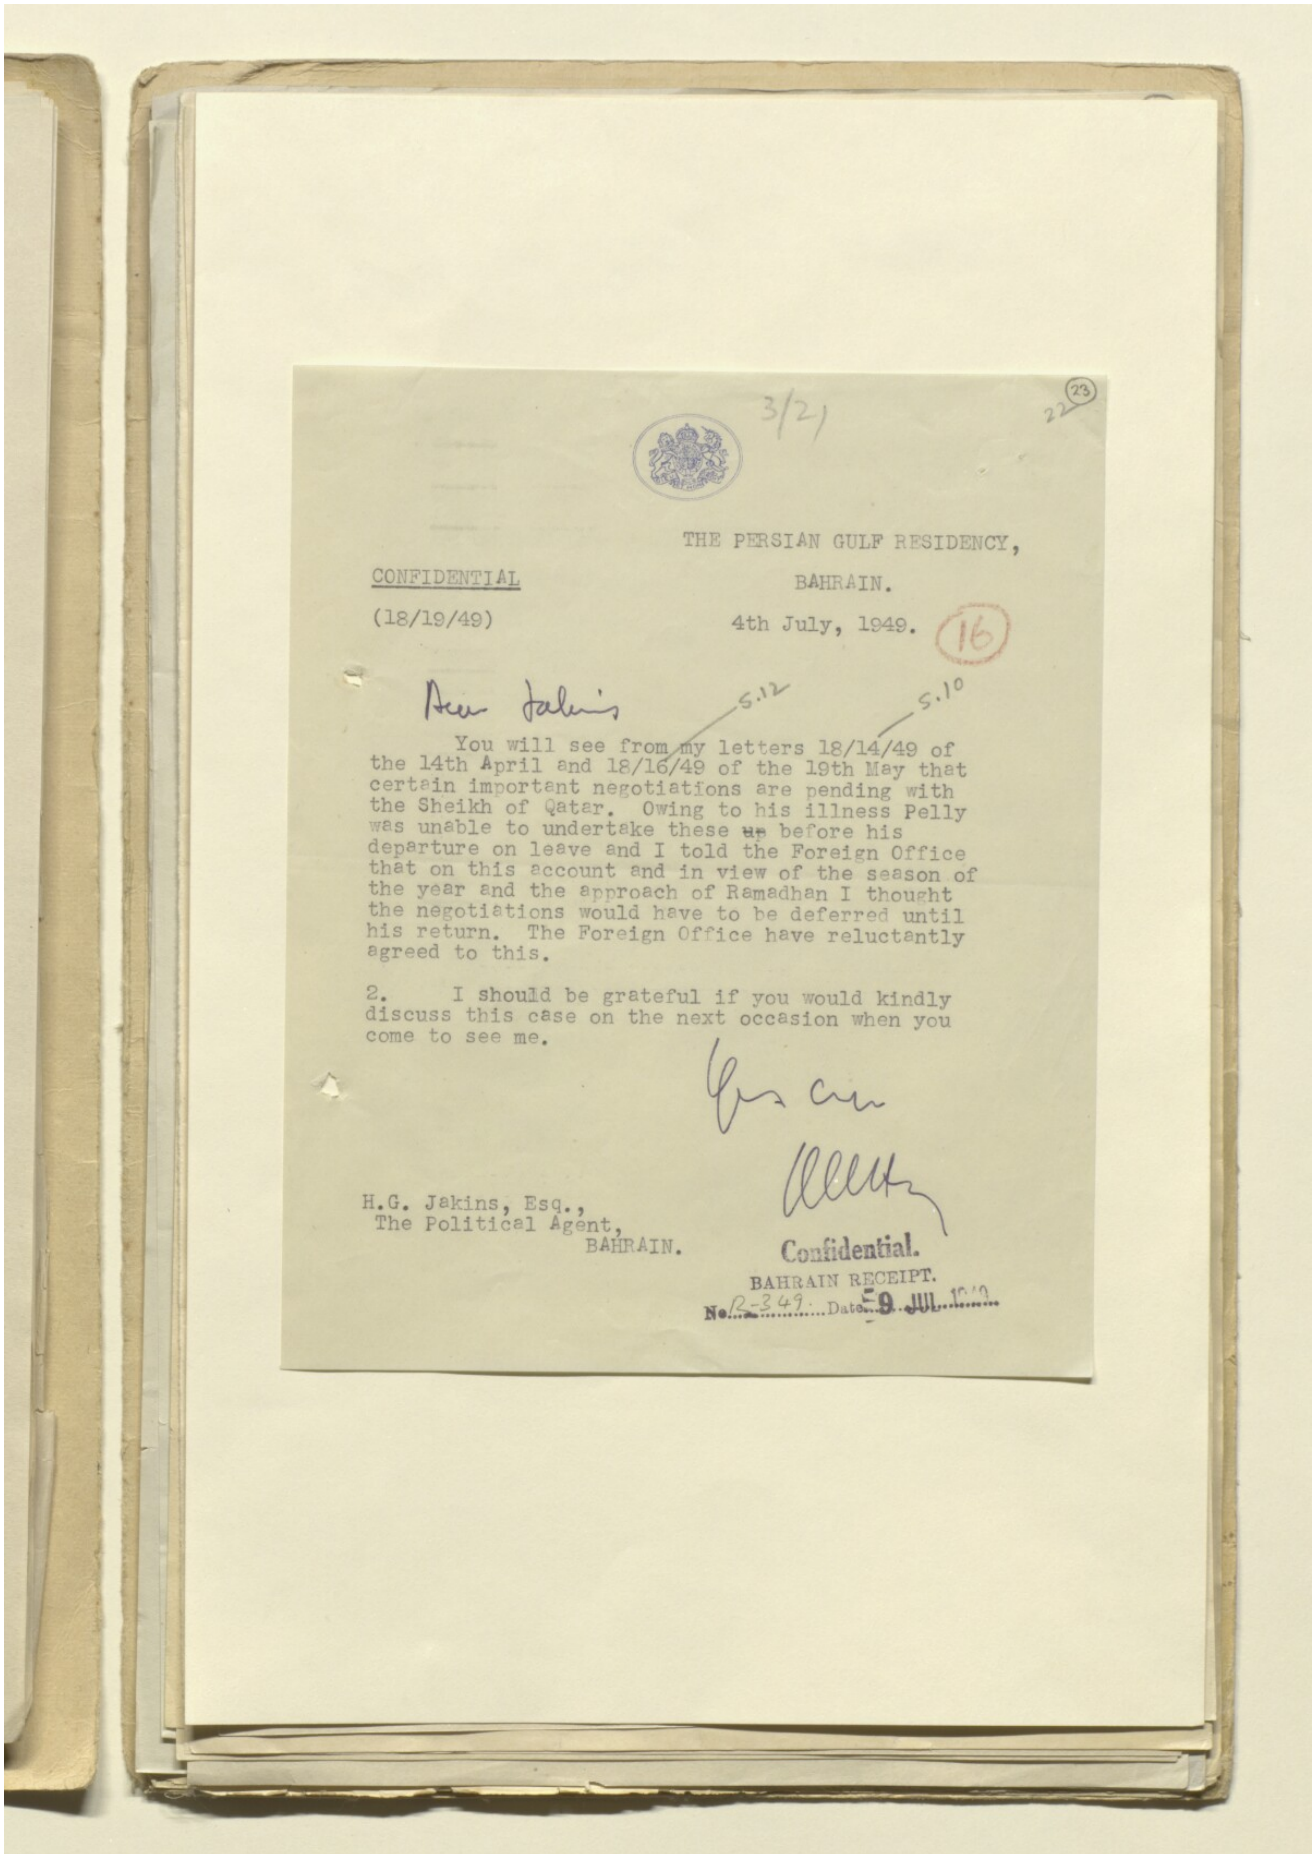 3/21
23
22
THE PERSIAN GULF RESIDENCY,
CONFIDENTIAL
BAHRAIN.
(18/19/49)
4th July, 1949.
16
Dear Jakins
S.12
S.10
You will see from my letters 18/14/49 of
the 14th April and 18/16/49 of the 19th May that
certain important negotiations are pending with
the Sheikh of Qatar. Owing to his illness Pelly
was unable to undertake these up before his
departure on leave and I told the Foreign Office
that on this account and in view of the season of
the year and the approach of Ramadhan I thought
the negotiations would have to be deferred until
his return. The Foreign Office have reluctantly
agreed to this.
2. I should be grateful if you would kindly
discuss this case on the next occasion when you
come to see me.
Yours ever
H.G. Jakins, Esq.,
The Political Agent,
BAHRAIN.
Confidential.
BAHRAIN RECEIPT.
No. R-349. Date 9 JUL 1949